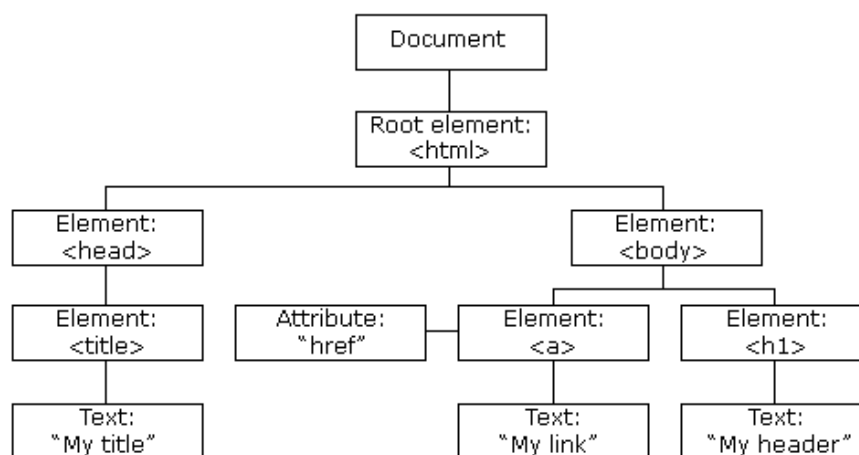 Document
Root element:
<html>
Element:
<head>
Element:
<body>
Element:
<title>
Attribute:
“href”
Element:
<a>
Element:
<h1>
Text:
“My title”
Text:
“My link”
Text:
“My header”